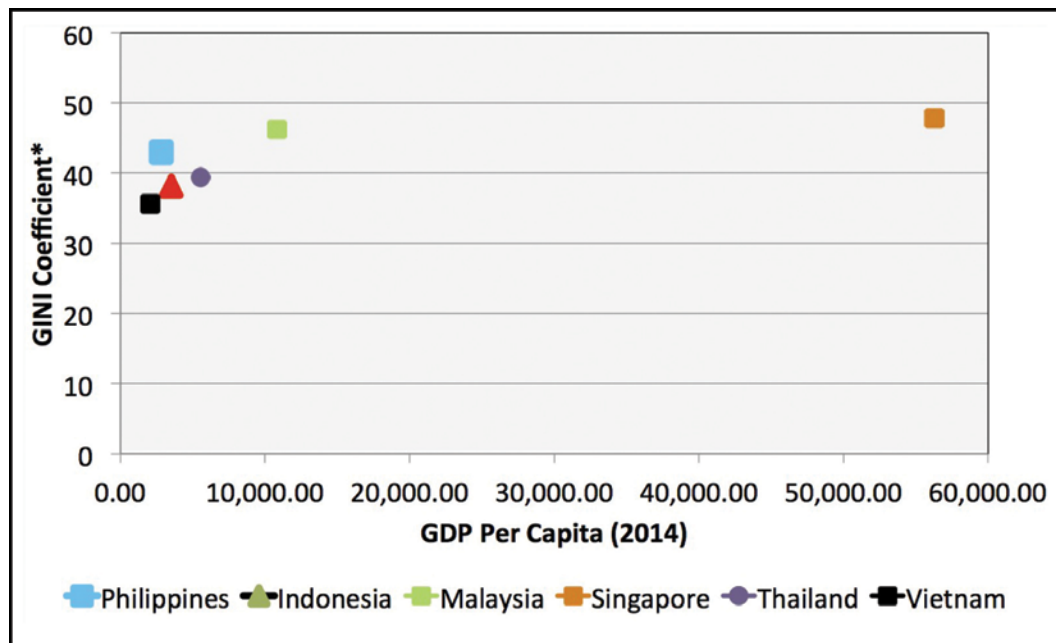 60
50
40
30
20
10
0
GINI Coefficient*
0.00 10,000.00 20,000.00 30,000.00 40,000.00 50,000.00 60,000.00
GDP Per Capita (2014)
Philippines Indonesia Malaysia Singapore Thailand Vietnam